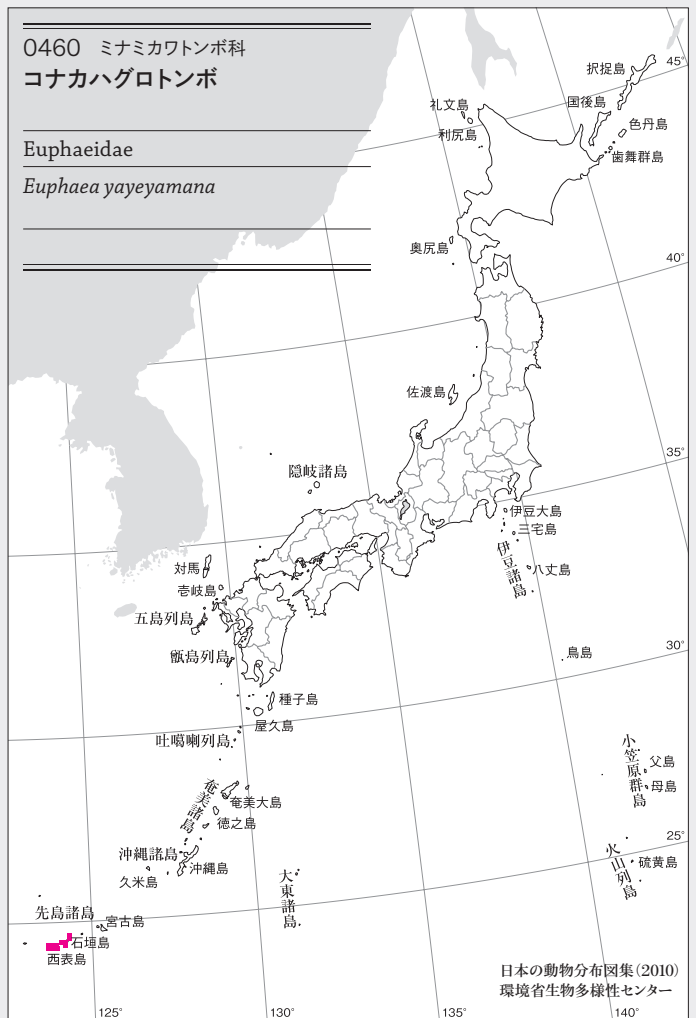 0460 ミナミカワトンボ科
コナカハグロトンボ
Euphaeidae
Euphaea yayeyamana
択捉島
45°
礼文島
国後島
利尻島
色丹島
歯舞群島
奥尻島
40°
佐渡島
35°
隠岐諸島
伊豆大島
三宅島
伊豆諸島
八丈島
対馬
壱岐島
五島列島
甑島列島
鳥島
30°
種子島
屋久島
吐噶喇列島
小笠原群島
父島
母島
奄美諸島
奄美大島
徳之島
25°
沖縄諸島
沖縄島
久米島
火山列島
硫黄島
大東諸島
先島諸島
宮古島
石垣島
西表島
日本の動物分布図集(2010)
環境省生物多様性センター
125°
130°
135°
140°